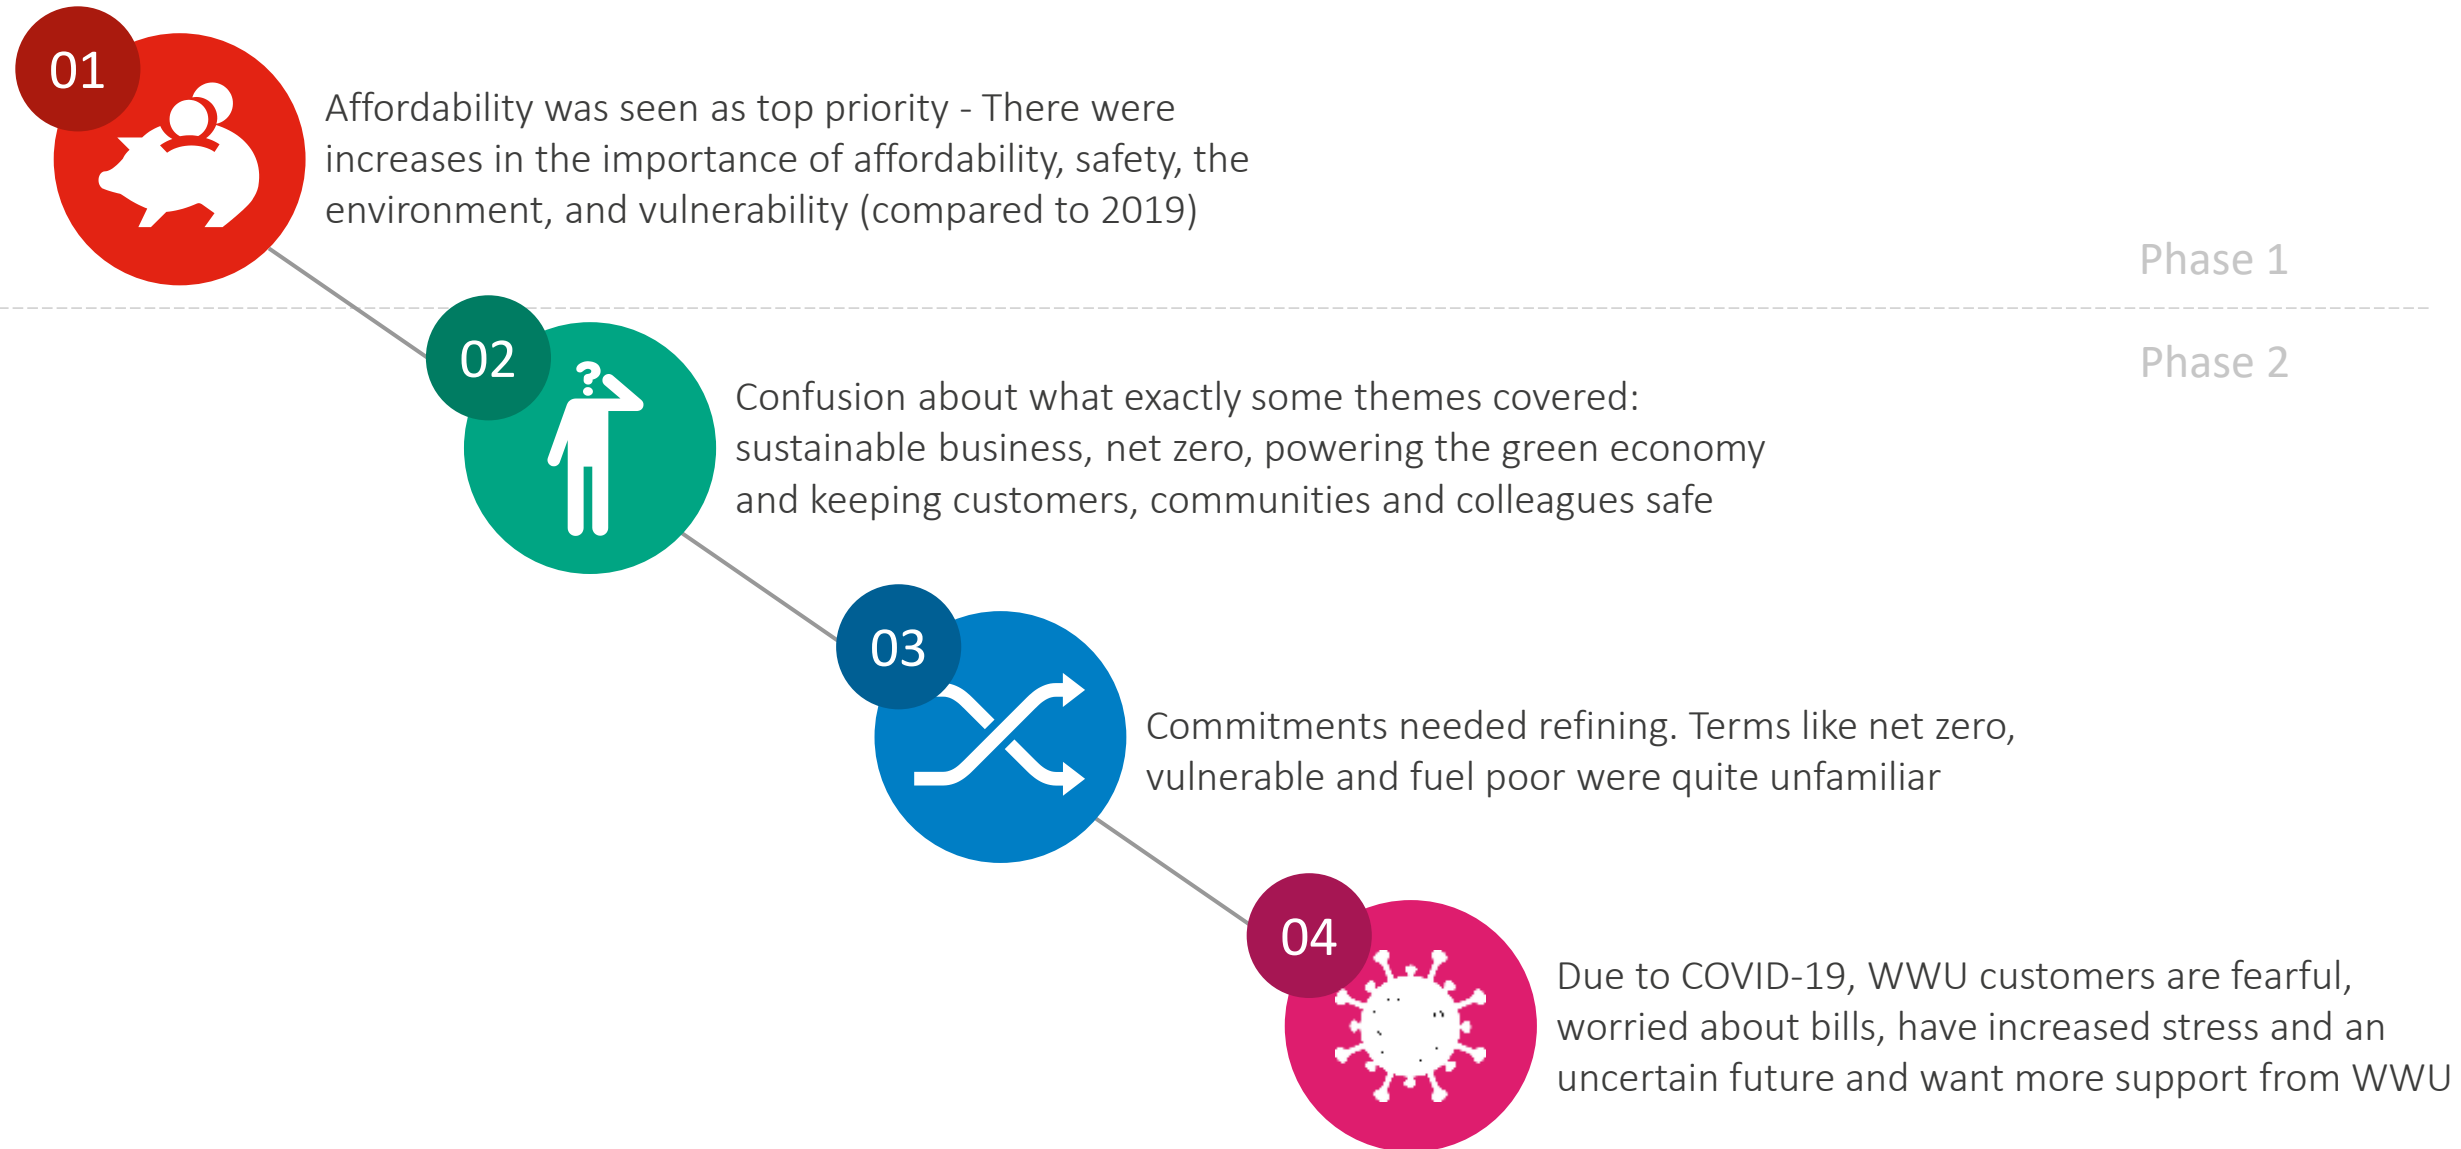 01
Affordability was seen as top priority - There were
increases in the importance of affordability, safety, the
environment, and vulnerability (compared to 2019)
Phase 1
Phase 2
02
Confusion about what exactly some themes covered:
sustainable business, net zero, powering the green economy
and keeping customers, communities and colleagues safe
03
Commitments needed refining. Terms like net zero,
vulnerable and fuel poor were quite unfamiliar
04
Due to COVID-19, WWU customers are fearful,
worried about bills, have increased stress and an
uncertain future and want more support from WWU